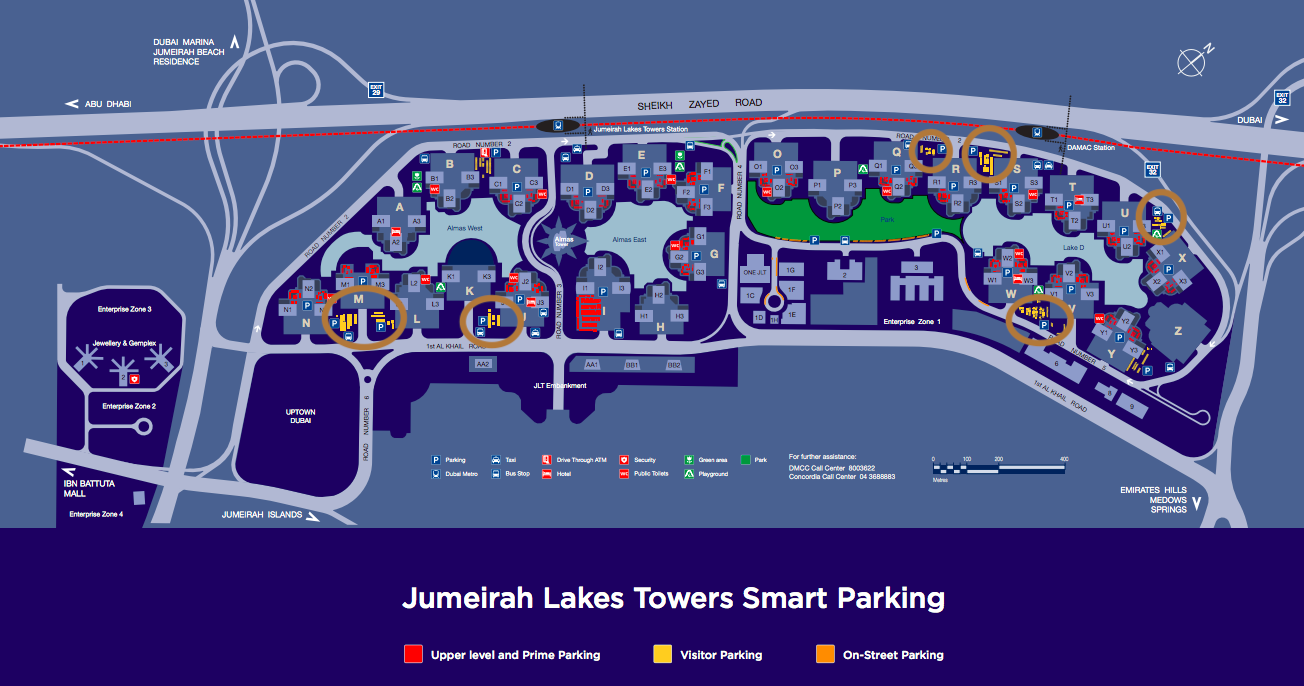 DUBAI MARINA
JUMEIRAH BEACH
RESIDENCE
ABU DHABI
EXIT
29
SHEIKH ZAYED ROAD
EXIT
32
DUBAI
Jumeirah Lakes Towers Station
DAMAC Station
EXIT
32
ROAD NUMBER 2
ROAD NUMBER 2
ROAD NUMBER 2
ROAD NUMBER 4
ROAD NUMBER 3
B
B1
B3
B2
C
C1
C3
C2
D
D1
D3
D2
E
E1
E3
E2
F
F1
F2
F3
O
O1
O3
O2
P
P1
P3
P2
Q
Q1
Q2
R
R1
R3
R2
S
S3
S2
T
T1
T3
T2
U
U1
U2
X
X1
X2
X3
A
A1
A3
A2
Almas West
Almas
Tower
Almas East
Park
Lake D
G
G1
G2
G3
N
N1
N2
M
M1
M3
L
L2
L3
K
K1
K3
J
J2
J3
I
I1
I2
I3
H
H1
H2
H3
ONE JLT
1G
1C
1F
1D
1H
1E
2
3
Enterprise Zone 1
W
W1
W2
W3
V
V1
V2
V3
Y
Y1
Y2
Y3
Z
6
8
9
1st AL KHAIL ROAD
1st AL KHAIL ROAD
AA2
AA1
BB1
BB2
JLT Embankment
Enterprise Zone 3
Jewellery & Gemplex
2
Enterprise Zone 2
UPTOWN
DUBAI
ROAD NUMBER 6
IBN BATTUTA
MALL
Enterprise Zone 4
JUMEIRAH ISLANDS
P Parking
Taxi
Drive Through ATM
Security
Green area
Park
Dubai Metro
Bus Stop
Hotel
WC Public Toilets
Playground
For further assistance:
DMCC Call Center 8003622
Concordia Call Center 04 3688883
0 100 200 400
Metres
N
EMIRATES HILLS
MEDOWS
SPRINGS
Jumeirah Lakes Towers Smart Parking
Upper level and Prime Parking
Visitor Parking
On-Street Parking